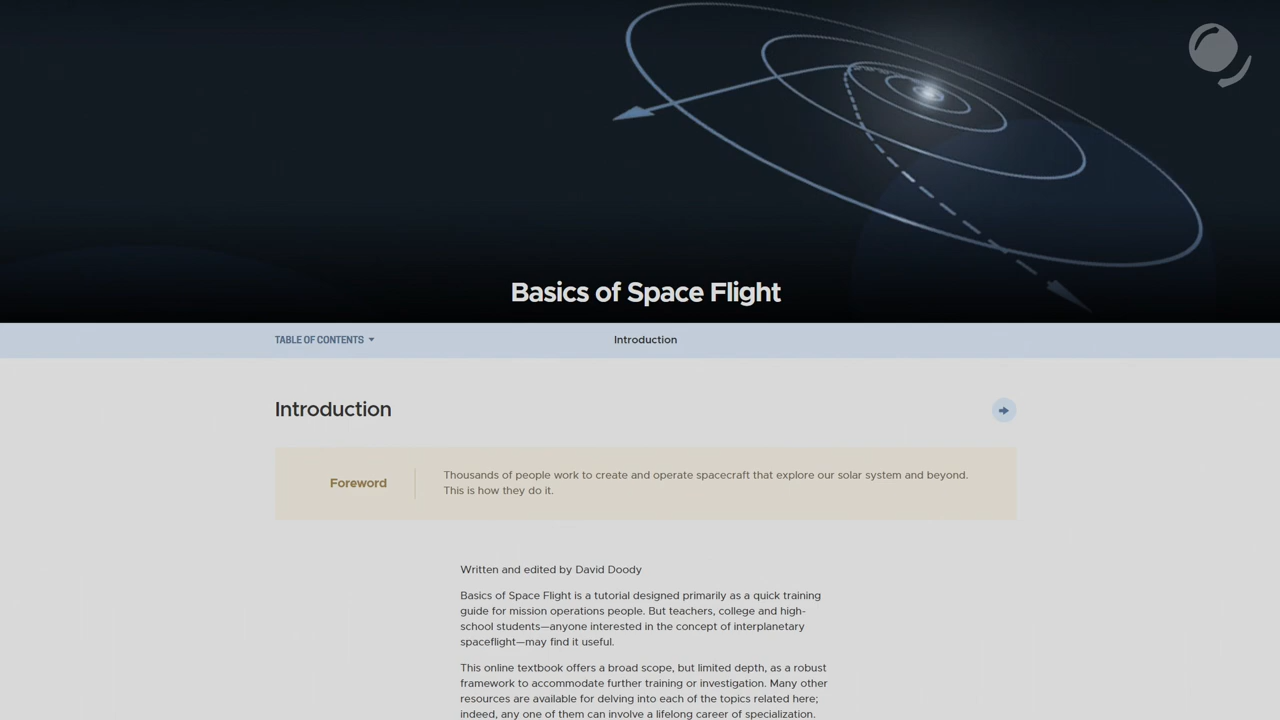 Basics of Space Flight
TABLE OF CONTENTS
Introduction
Introduction
Foreword
Thousands of people work to create and operate spacecraft that explore our solar system and beyond.
This is how they do it.
Written and edited by David Doody
Basics of Space Flight is a tutorial designed primarily as a quick training
guide for mission operations people. But teachers, college and high-
school students—anyone interested in the concept of interplanetary
spaceflight—may find it useful.
This online textbook offers a broad scope, but limited depth, as a robust
framework to accommodate further training or investigation. Many other
resources are available for delving into each of the topics related here;
indeed, any one of them can involve a lifelong career of specialization.